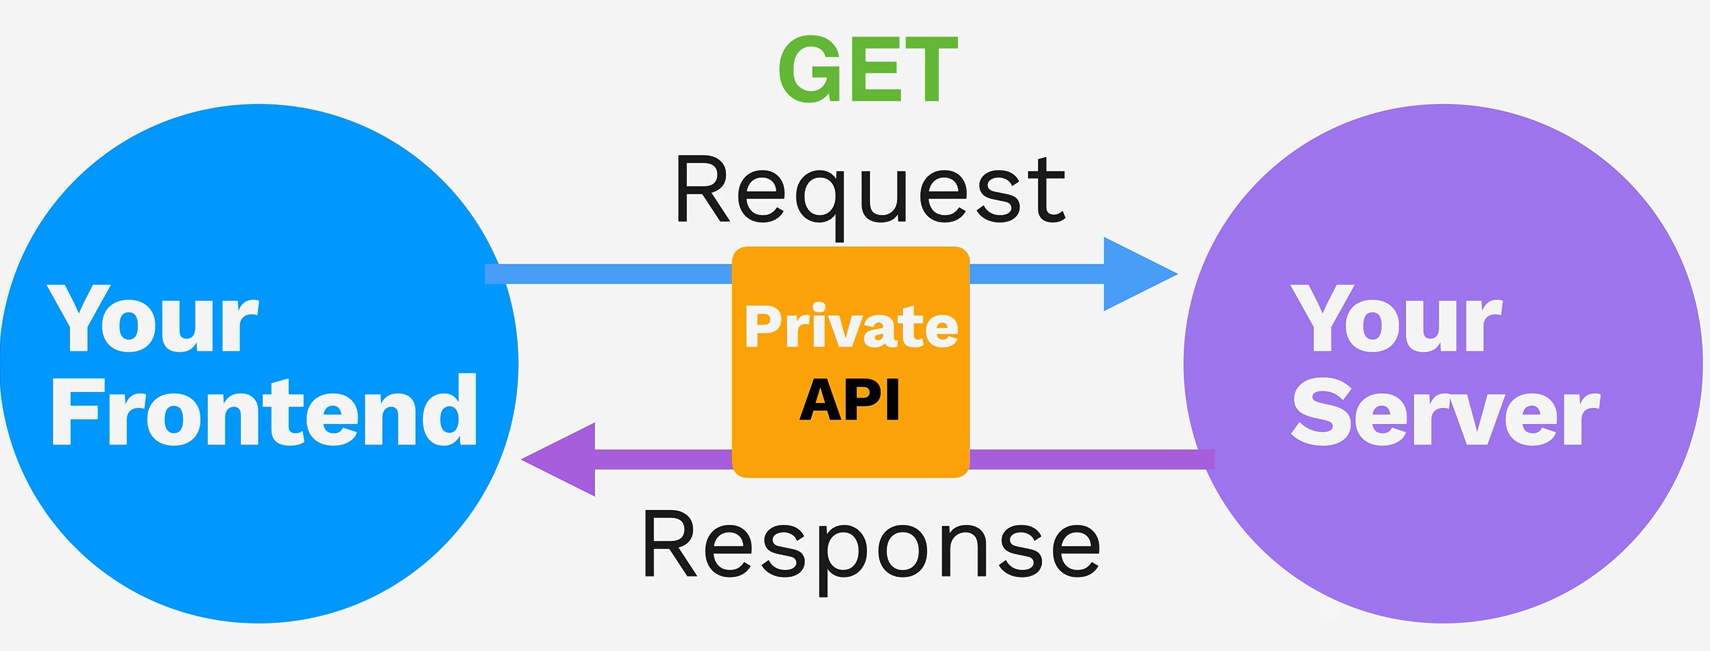 GET
Request
Your
Frontend
Private
API
Your
Server
Response